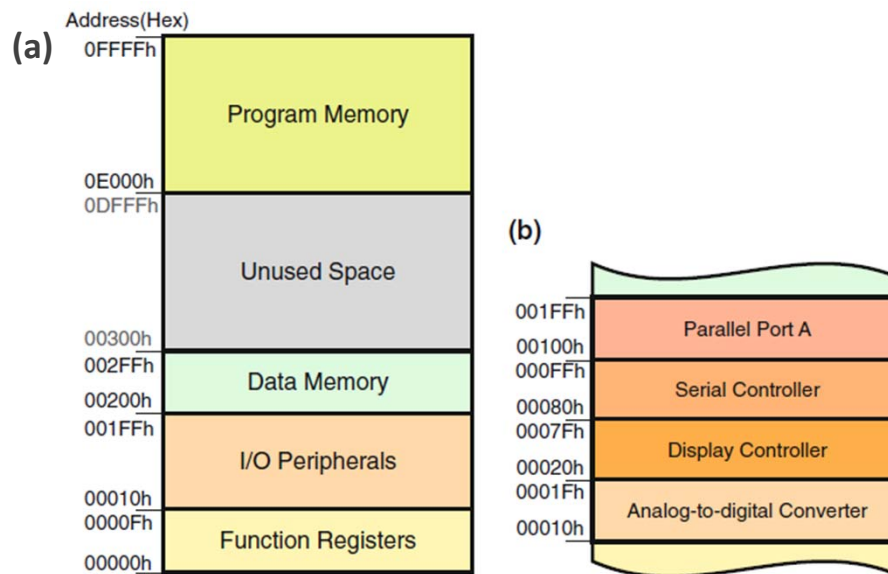 Address(Hex)
(a)
0FFFFh
Program Memory
0E000h
0DFFFh
Unused Space
00300h
002FFh
Data Memory
00200h
001FFh
I/O Peripherals
00010h
0000Fh
Function Registers
00000h
(b)
001FFh
Parallel Port A
00100h
000FFh
Serial Controller
00080h
0007Fh
Display Controller
00020h
0001Fh
Analog-to-digital Converter
00010h